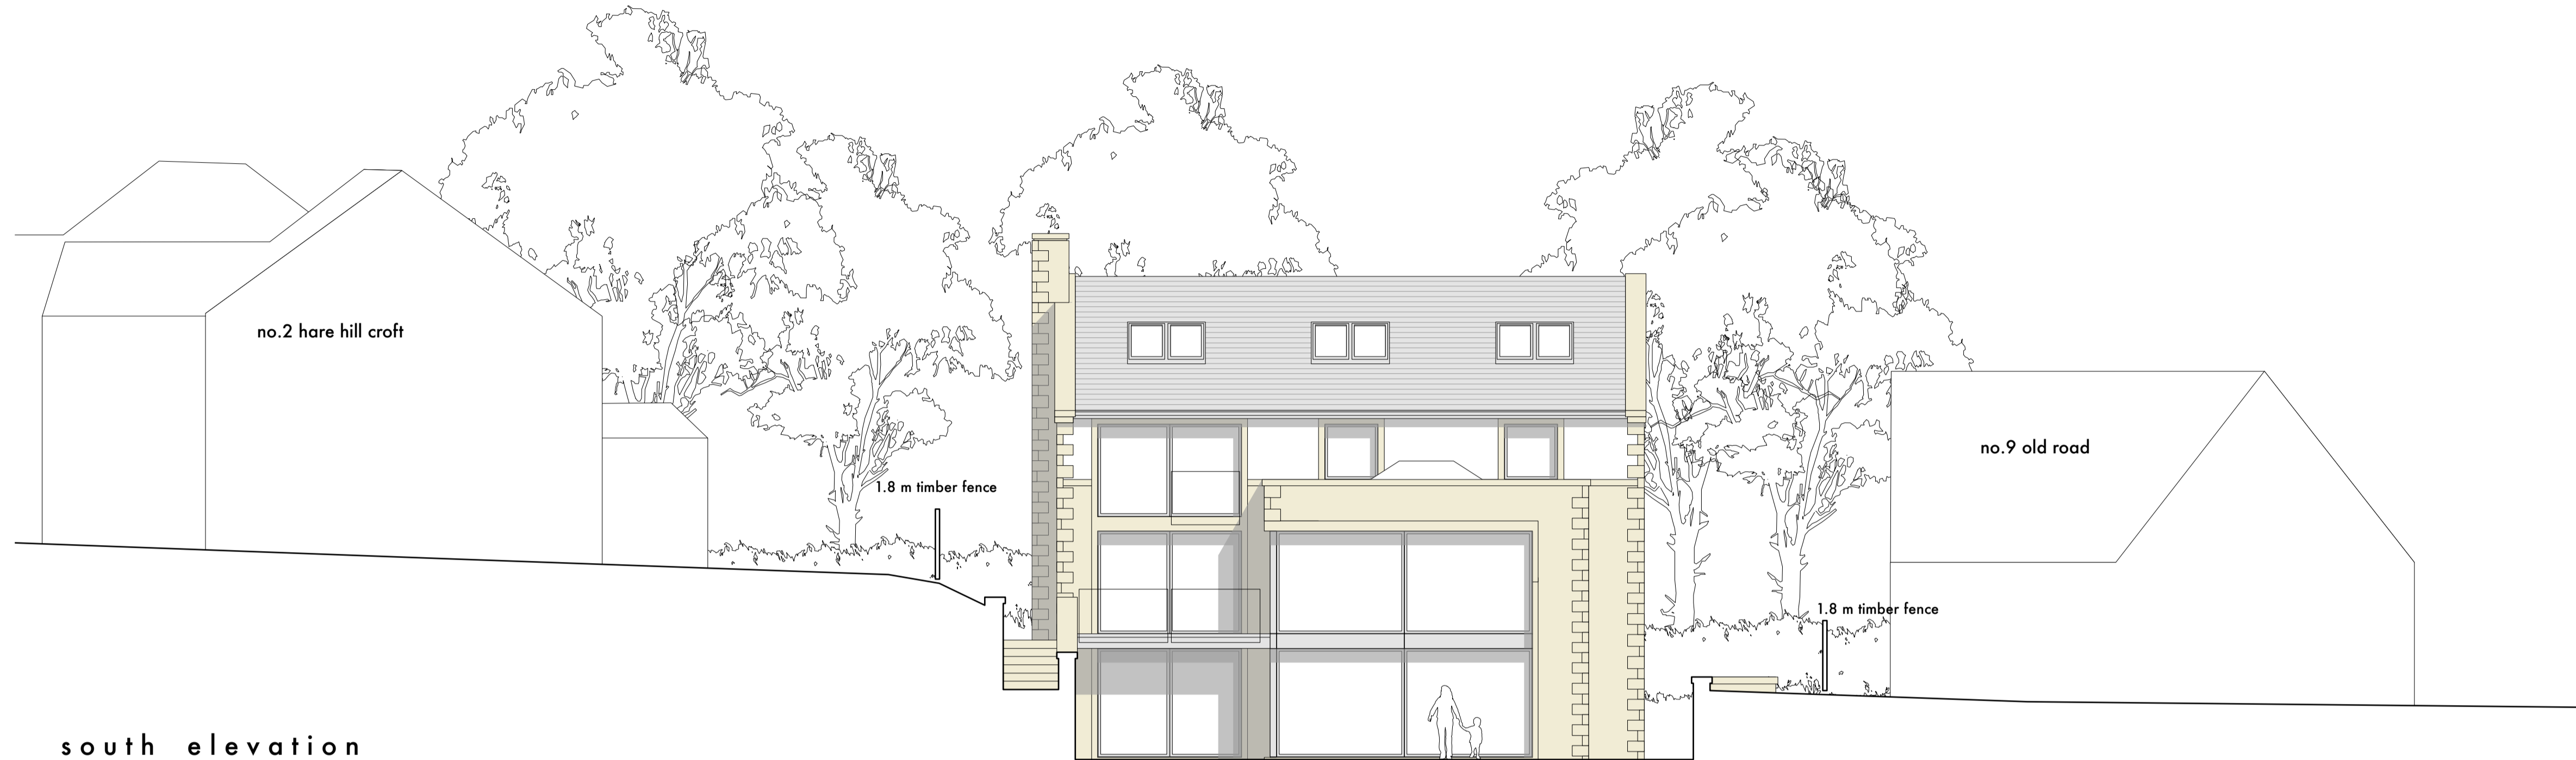 no.2 hare hill croft
no.9 old road
1.8 m timber fence
1.8 m timber fence
south elevation